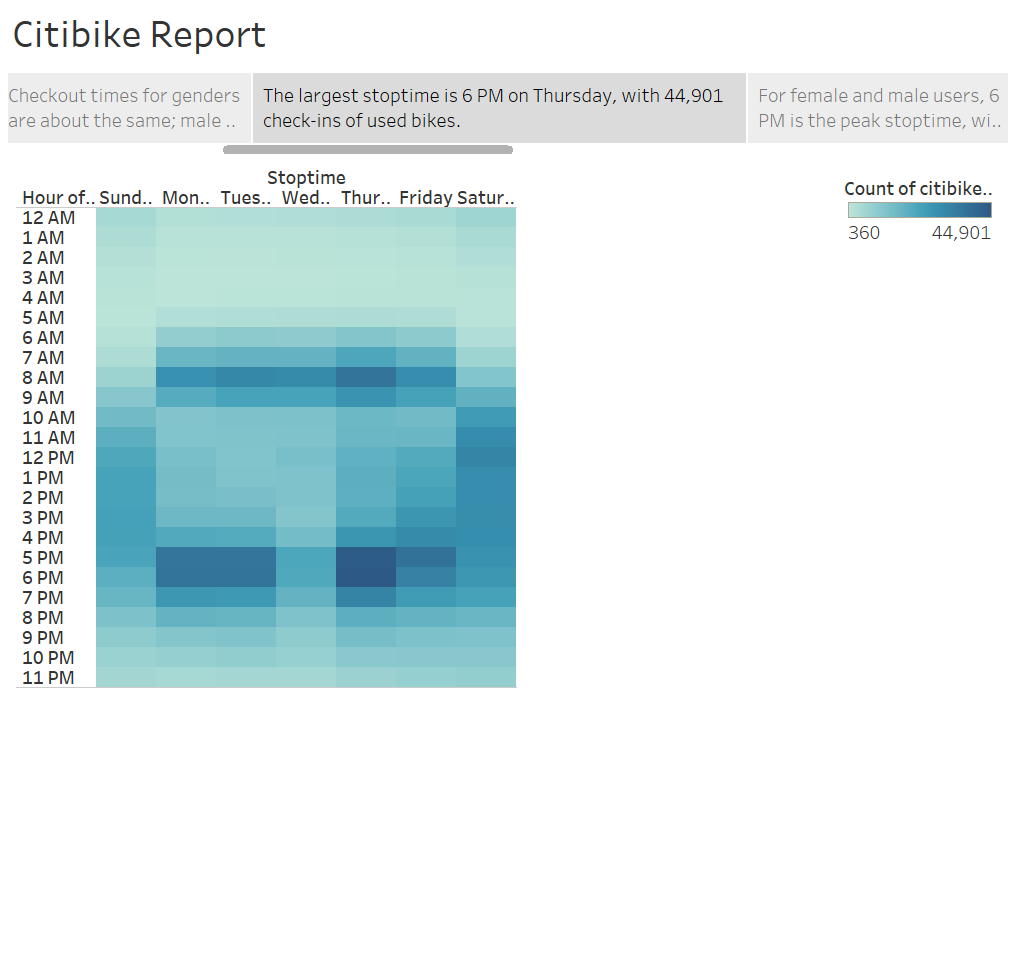 Citibike Report
Checkout times for genders
are about the same; male ..
The largest stoptime is 6 PM on Thursday, with 44,901
check-ins of used bikes.
For female and male users, 6
PM is the peak stoptime, wi..
Stoptime
Hour of.. Sund.. Mon.. Tues.. Wed.. Thur.. Friday Satur..
12 AM
1 AM
2 AM
3 AM
4 AM
5 AM
6 AM
7 AM
8 AM
9 AM
10 AM
11 AM
12 PM
1 PM
2 PM
3 PM
4 PM
5 PM
6 PM
7 PM
8 PM
9 PM
10 PM
11 PM
Count of citibike..
360 44,901